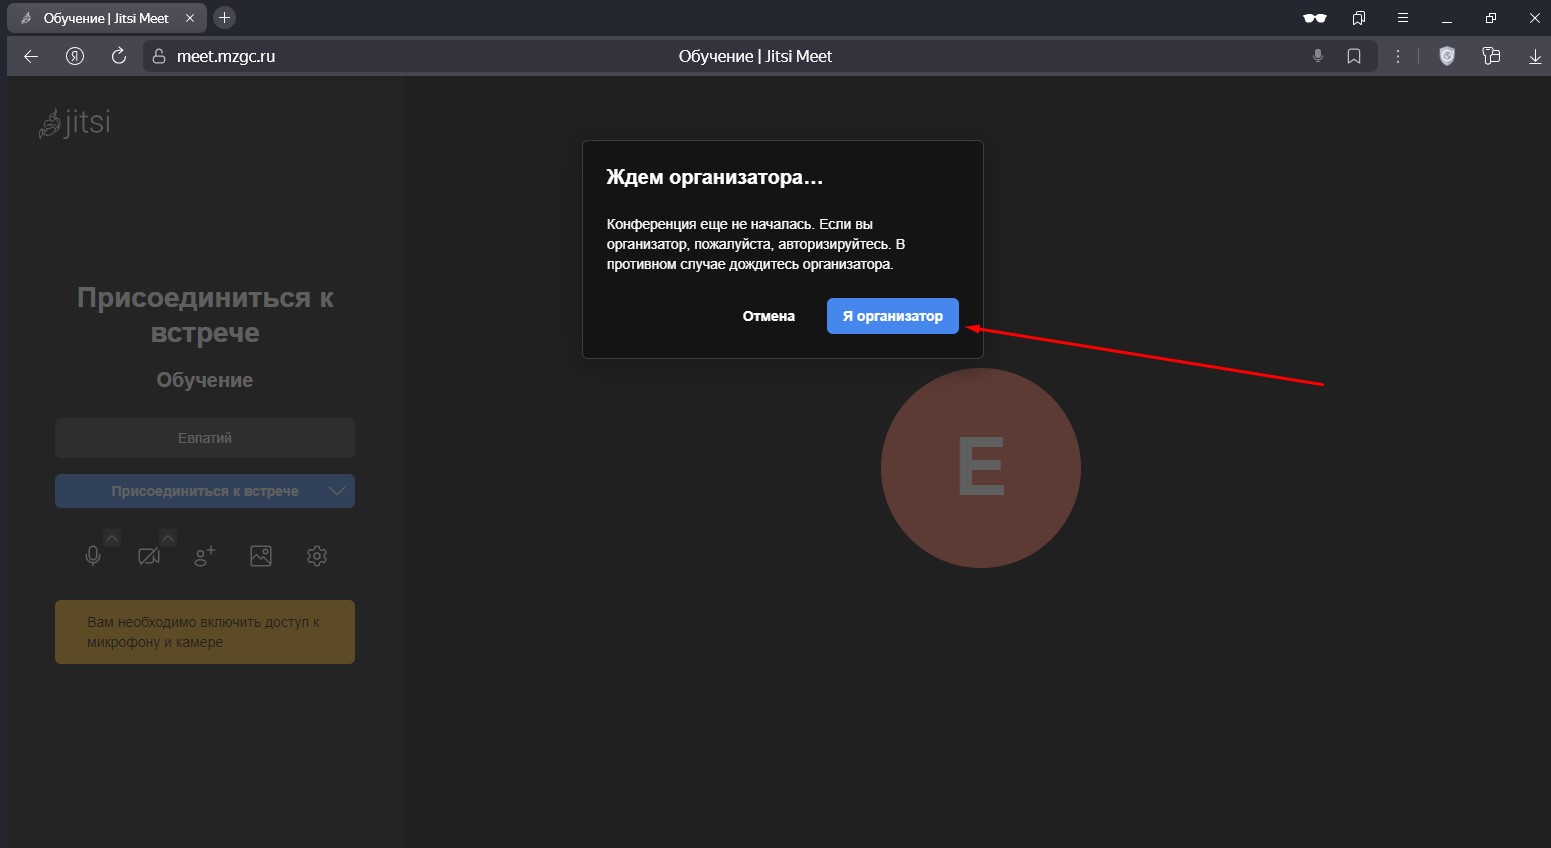 Обучение | Jitsi Meet
meet.mzgc.ru
Обучение | Jitsi Meet
jitsi
Ждем организатора…
Конференция еще не началась. Если вы
организатор, пожалуйста, авторизируйтесь. В
противном случае дождитесь организатора.
Отмена
Я организатор
Присоединиться к
встрече
Обучение
Евпатий
Присоединиться к встрече
Вам необходимо включить доступ к
микрофону и камере
E